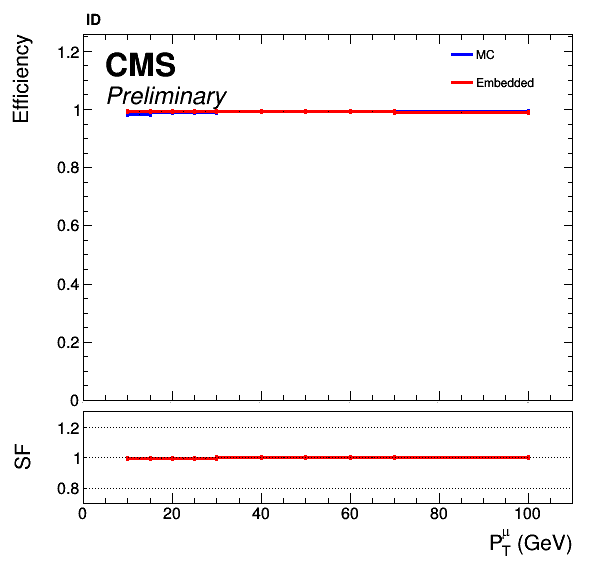 ID
CMS
Preliminary
MC
Embedded
Efficiency
1.2
1
0.8
0.6
0.4
0.2
0
SF
1.2
1
0.8
0 20 40 60 80 100
P_T^μ (GeV)